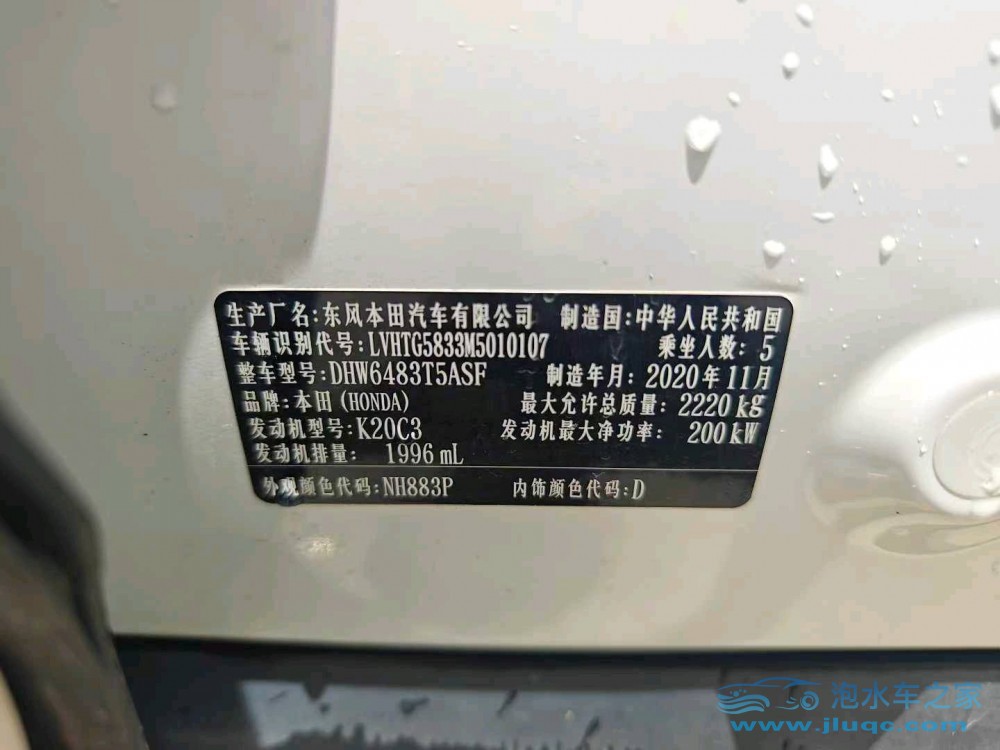 生产厂名:东风本田汽车有限公司 制造国:中华人民共和国
车辆识别代号:LVHTG5833M5010107 乘坐人数: 5
整车型号:DHW6483T5ASF 制造年月:2020年11月
品牌:本田(HONDA) 最大允许总质量: 2220kg
发动机型号:K20C3 发动机最大净功率: 200kW
发动机排量: 1996mL
外观颜色代码:NH883P 内饰颜色代码:D
泡水车之家
www.jluqc.com